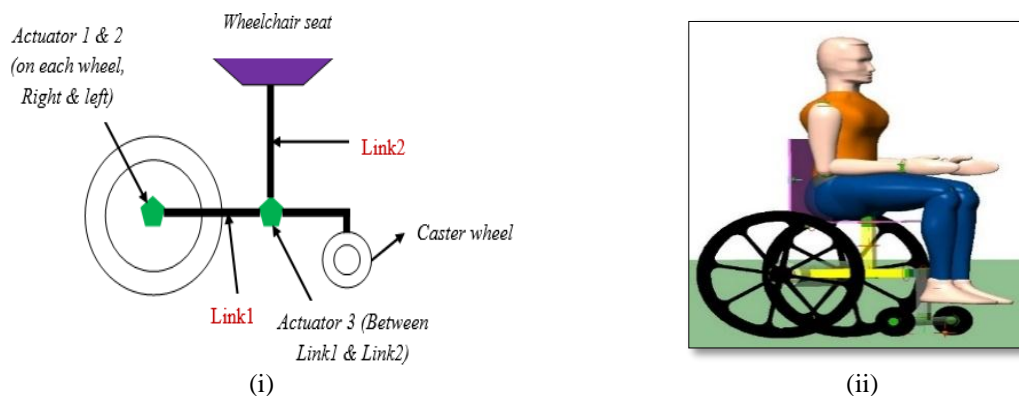 Wheelchair seat
Actuator 1 & 2
(on each wheel,
Right & left)
Link2
Caster wheel
Link1
Actuator 3 (Between
Link1 & Link2)
(i)
(ii)